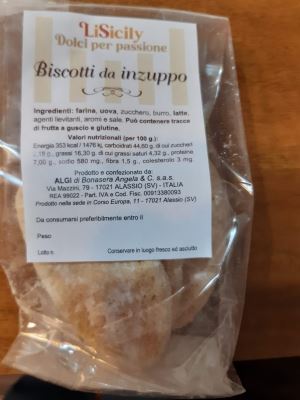 LiSicily
Dolci per passione
Biscotti da inzuppo
Ingredienti: farina, uova, zucchero, burro, latte,
agenti lievitanti, aromi e sale. Può contenere tracce
di frutta a guscio e glutine.
Valori nutrizionali (per 100 g.):
Energia 353 kcal / 1476 kj, carboidrati 44,60 g. di cui zuccheri
g., grassi 16,30 g. di cui grassi saturi 4,32 g., proteine
7,00 g., sodio 580 mg., fibra 1,5 g., colesterolo 3 mg.
Prodotto e confezionato da:
ALGI di Bonasera Angela & C. s.a.s.
Via Mazzini, 79 - 17021 ALASSIO (SV) - ITALIA
REA 99022 - Part. IVA e Cod. Fisc. 00913380093
Prodotto nella sede in Corso Europa, 11 - 17021 Alassio (SV)
Da consumarsi preferibilmente entro il
Peso
Lotto n. Conservare in luogo fresco ed asciutto